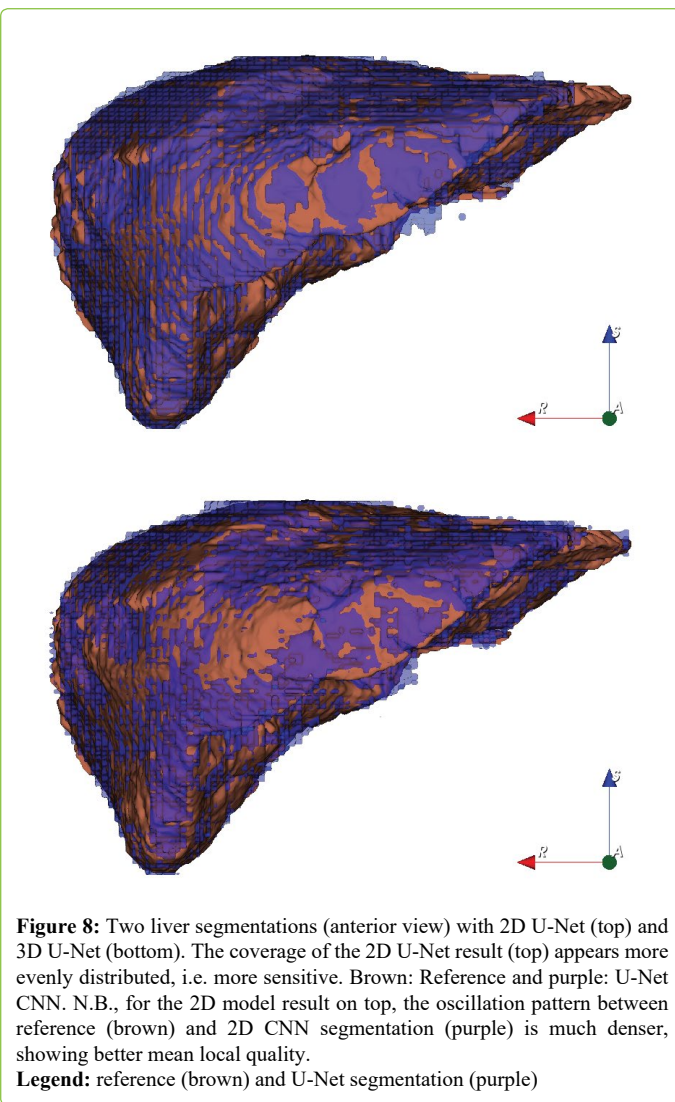 S
R
A
S
R
A
Figure 8: Two liver segmentations (anterior view) with 2D U-Net (top) and
3D U-Net (bottom). The coverage of the 2D U-Net result (top) appears more
evenly distributed, i.e. more sensitive. Brown: Reference and purple: U-Net
CNN. N.B., for the 2D model result on top, the oscillation pattern between
reference (brown) and 2D CNN segmentation (purple) is much denser,
showing better mean local quality.
Legend: reference (brown) and U-Net segmentation (purple)